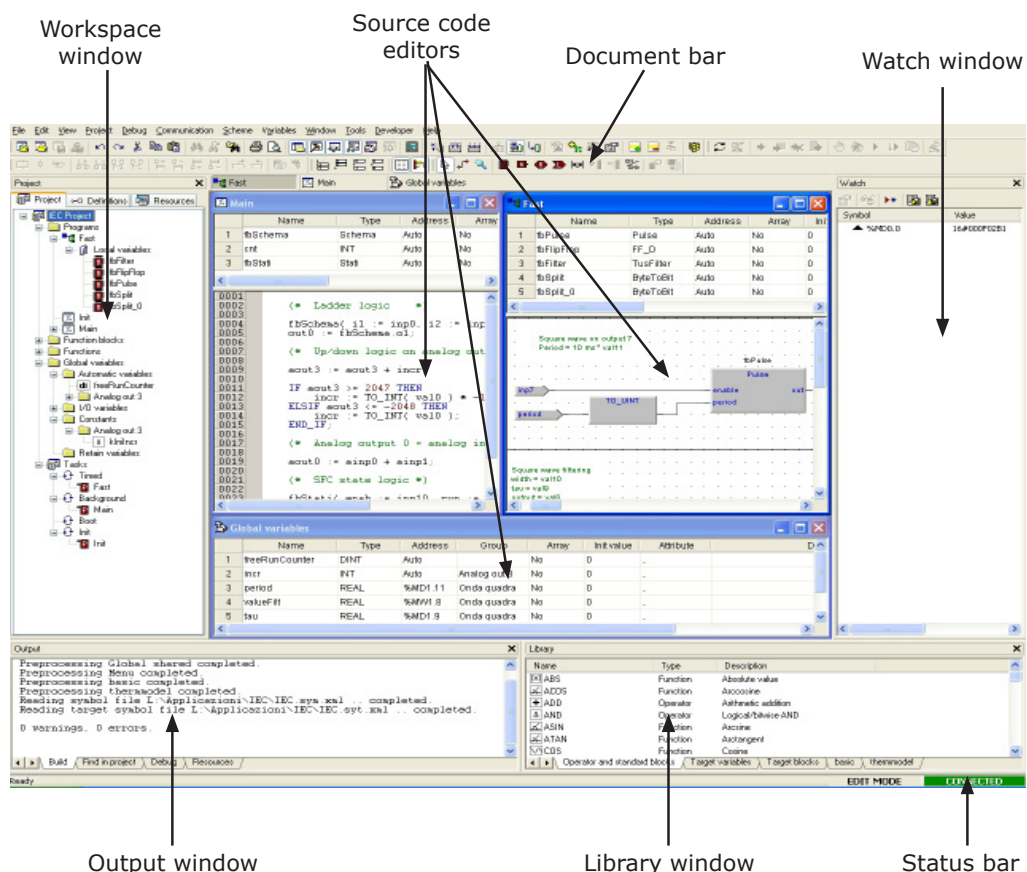 Workspace window
Source code editors
Document bar
Watch window
File Edit View Project Debug Communication Scheme Variables Window Tools Developer Help
Project
Fast Main Global variables
Watch
Project Definitions Resources
Symbol Value
%MD0.0 16#000F02B1
IEC Project
Programs
Fast
Local variables
fbFilter
fbFlipFlop
fbPulse
fbSplit
fbSplit_0
Init
Main
Function blocks
Functions
Global variables
Automatic variables
freeRunCounter
Analog out 3
I/O variables
Constants
Analog out 3
kInitIncr
Retain variables
Tasks
Timed
Fast
Background
Main
Boot
Init
Init
Main
Name Type Address Array
1 fbSchema Schema Auto No
2 cnt INT Auto No
3 fbStati Stati Auto No
0001
0002 (* Ladder logic *)
0003
0004 fbSchema( i1 := inp0, i2 := inp
0005 out0 := fbSchema.o1;
0006
0007 (* Up/down logic on analog out
0008
0009 aout3 := aout3 + incr
0010
0011 IF aout3 >= 2047 THEN
0012 incr := TO_INT( val0 ) * -1
0013 ELSIF aout3 <= -2048 THEN
0014 incr := TO_INT( val0 );
0015 END_IF;
0016
0017 (* Analog output 0 = analog in
0018
0019 aout0 := ainp0 + ainp1;
0020
0021 (* SFC state logic *)
0022
0023
Fast
Name Type Address Array Init
1 fbPulse Pulse Auto No 0
2 fbFlipFlop FF_D Auto No 0
3 fbFilter TusFilter Auto No 0
4 fbSplit ByteToBit Auto No 0
5 fbSplit_0 ByteToBit Auto No 0
Square wave on output 7
Period = 10 ms * val11
fbPulse
Pulse
inp7 enable out
period TO_UINT period
Square wave filtering
width = val10
tau = val9
Global variables
Name Type Address Group Array Init value Attribute D
1 freeRunCounter DINT Auto No 0 ..
2 incr INT Auto Analog out 3 No 0 ..
3 period REAL %MD1.11 Onda quadra No 0 ..
4 valueFilt REAL %MW1.8 Onda quadra No 0 ..
5 tau REAL %MD1.9 Onda quadra No 0 ..
Output
Preprocessing Global shared completed.
Preprocessing Menu completed.
Preprocessing basic completed.
Preprocessing thermmodel completed.
Reading symbol file L:\Applicazioni\IEC\IEC.sym.xml .. completed.
Reading target symbol file L:\Applicazioni\IEC\IEC.syt.xml .. completed.
0 warnings, 0 errors.
Build Find in project Debug Resources
Library
Name Type Description
ABS Function Absolute value
ACOS Function Arccosine
ADD Operator Arithmetic addition
AND Operator Logical/bitwise AND
ASIN Function Arcsine
ATAN Function Arctangent
COS Function Cosine
Operator and standard blocks Target variables Target blocks basic thermmodel
Ready
EDIT MODE CONNECTED
Output window
Library window
Status bar